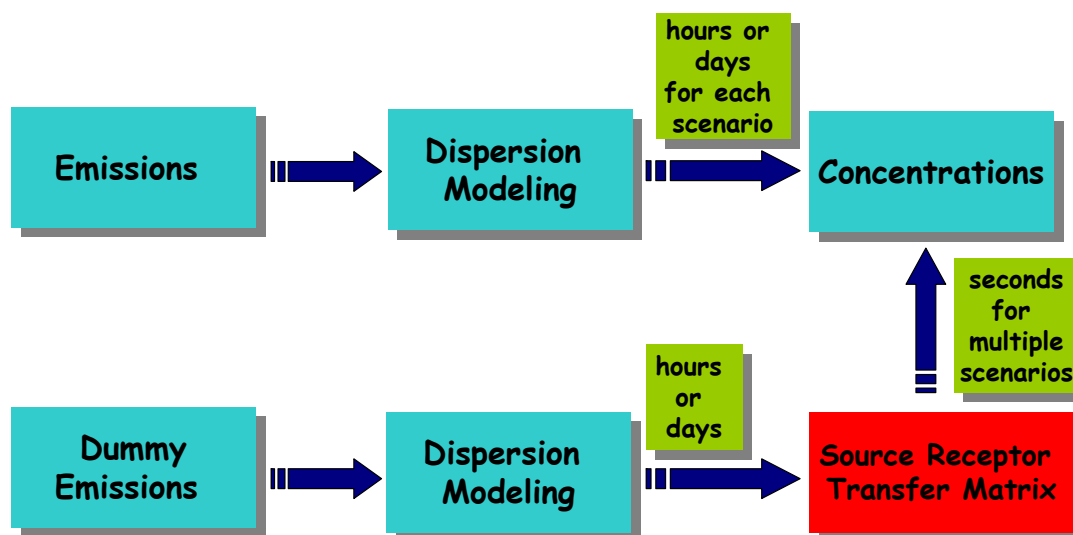 hours or
days
for each
scenario
Emissions
Dispersion
Modeling
Concentrations
seconds
for
multiple
scenarios
hours
or
days
Dummy
Emissions
Dispersion
Modeling
Source Receptor
Transfer Matrix